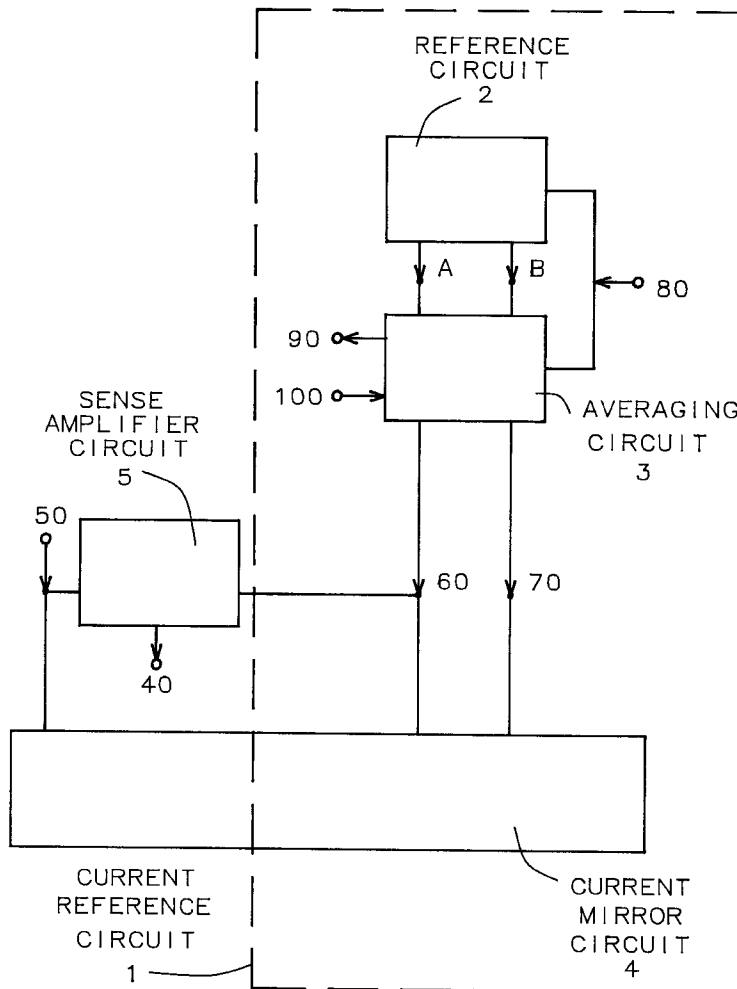 REFERENCE
CIRCUIT
2
A
B
80
90
100
AVERAGING
CIRCUIT
3
SENSE
AMPLIFIER
CIRCUIT
5
50
60
70
40
CURRENT
REFERENCE
CIRCUIT
1
CURRENT
MIRROR
CIRCUIT
4